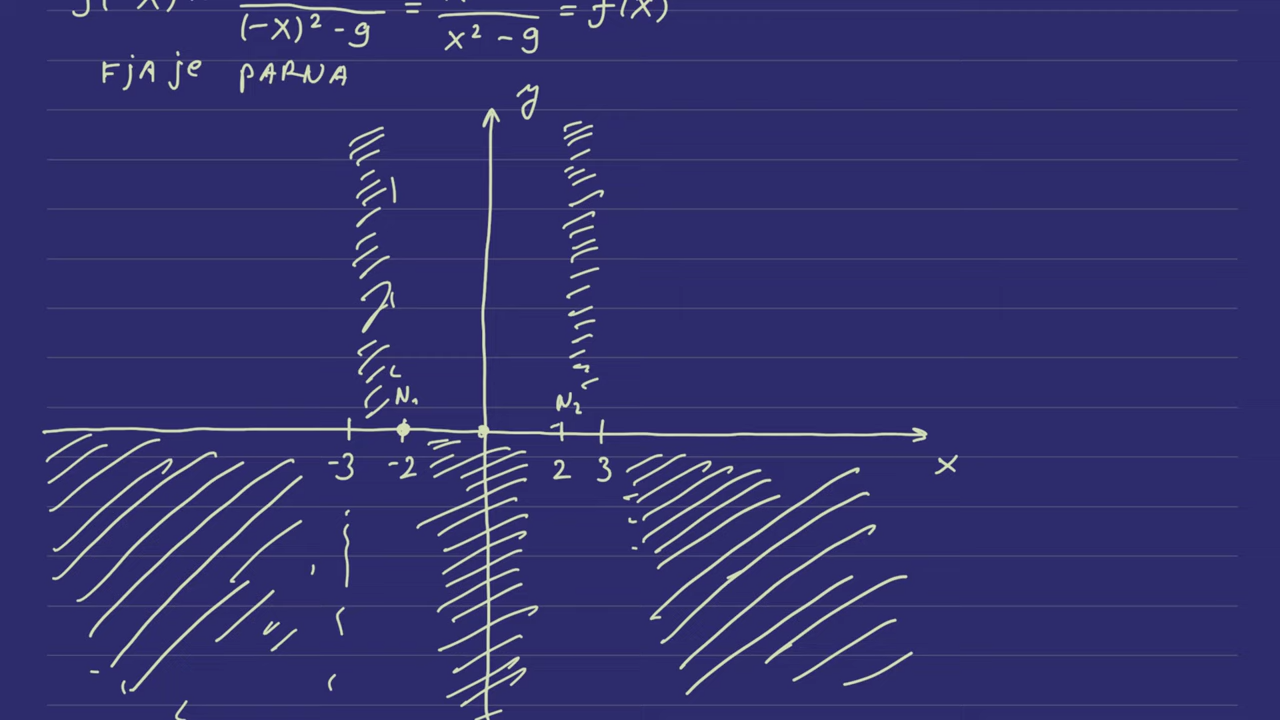 f(-x) = / (-x)² - 9 = / x² - 9 = f(x)
FjA je PARNA
y
N₁ N₂
-3 -2 2 3 x